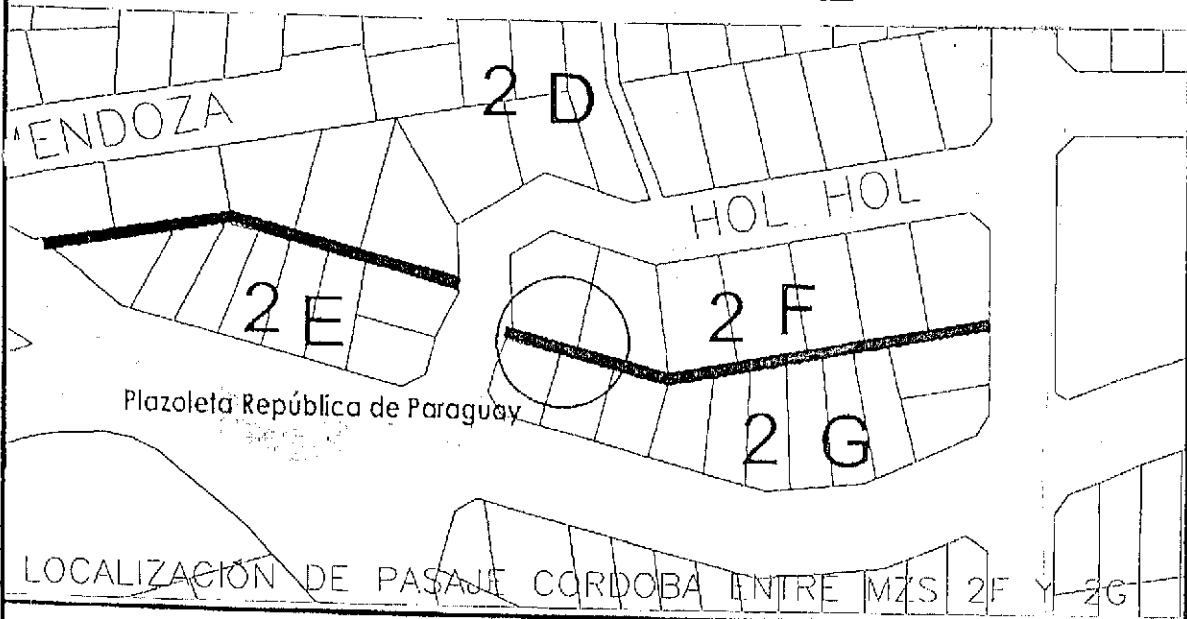 2 D
MENDOZA
HOL HOL
2 E
2 F
Plazoleta República de Paraguay
2 G
LOCALIZACIÓN DE PASAJE CORDOBA ENTRE MZS 2F Y 2G